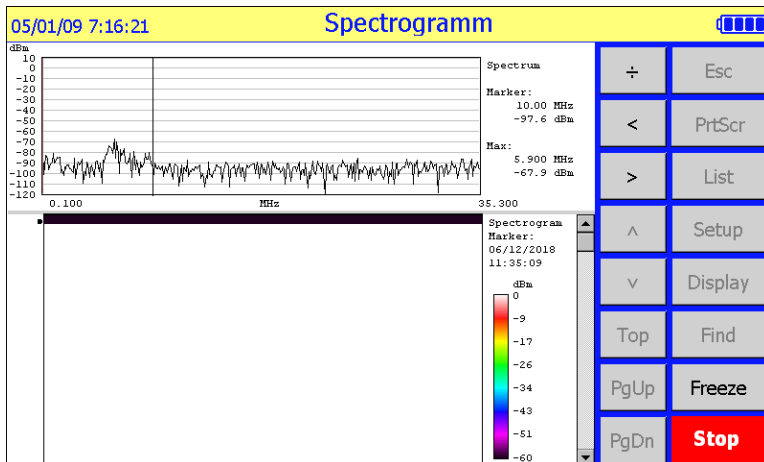 05/01/09 7:16:21 Spectrogramm
dBm
10
0
-10
-20
-30
-40
-50
-60
-70
-80
-90
-100
-110
-120
0.100 MHz 35.300
Spectrum
Marker:
10.00 MHz
-97.6 dBm
Max:
5.900 MHz
-67.9 dBm
Spectrogram
Marker:
06/12/2018
11:35:09
dBm
0
-9
-17
-26
-34
-43
-51
-60
÷ Esc
< PrtScr
> List
^ Setup
v Display
Top Find
PgUp Freeze
PgDn Stop